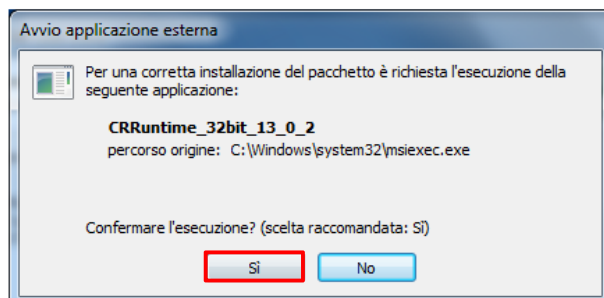 Avvio applicazione esterna
Per una corretta installazione del pacchetto è richiesta l'esecuzione della
seguente applicazione:
CRRuntime_32bit_13_0_2
percorso origine: C:\Windows\system32\msiexec.exe
Confermare l'esecuzione? (scelta raccomandata: Sì)
Sì
No